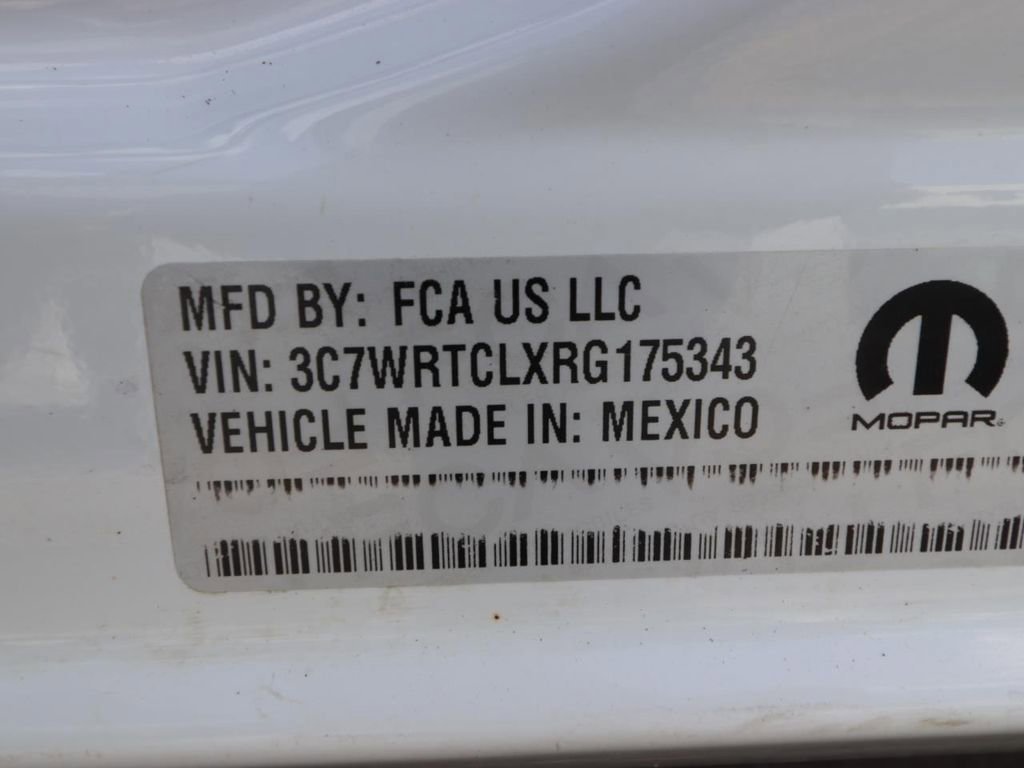 MFD BY: FCA US LLC
VIN: 3C7WRTCLXRG175343
VEHICLE MADE IN: MEXICO
MOPAR